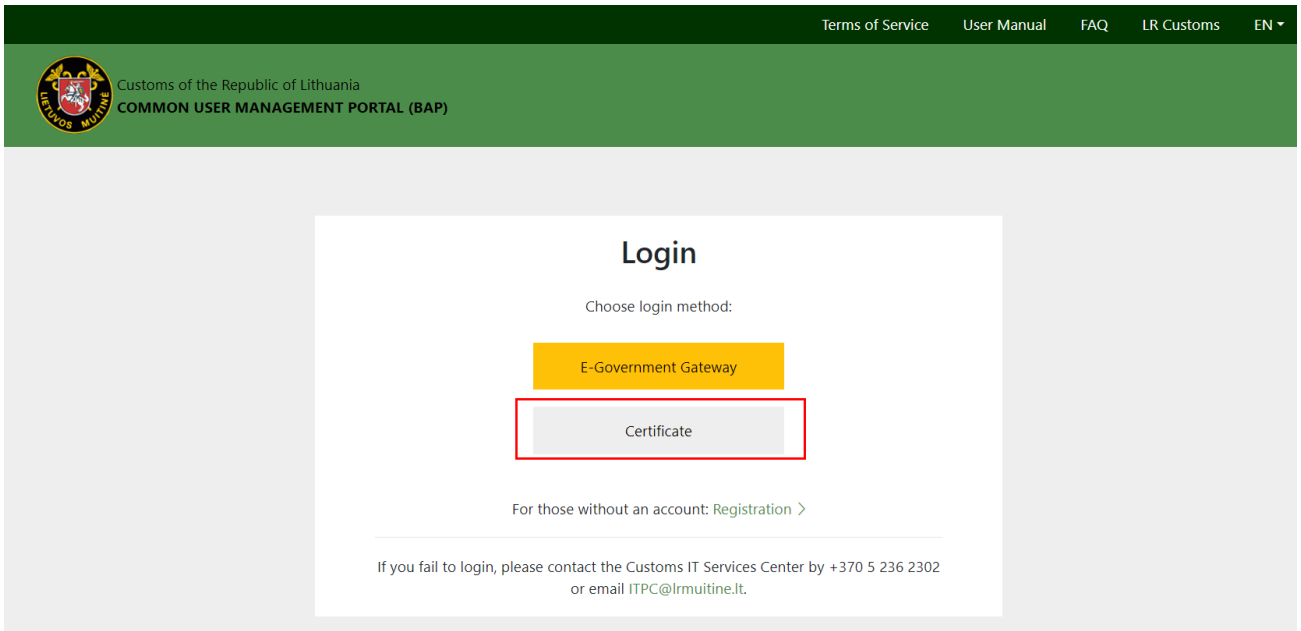 Terms of Service User Manual FAQ LR Customs EN
Customs of the Republic of Lithuania
COMMON USER MANAGEMENT PORTAL (BAP)
LIETUVOS MUITINĖ
Login
Choose login method:
E-Government Gateway
Certificate
For those without an account: Registration >
If you fail to login, please contact the Customs IT Services Center by +370 5 236 2302
or email ITPC@lrmuitine.lt.